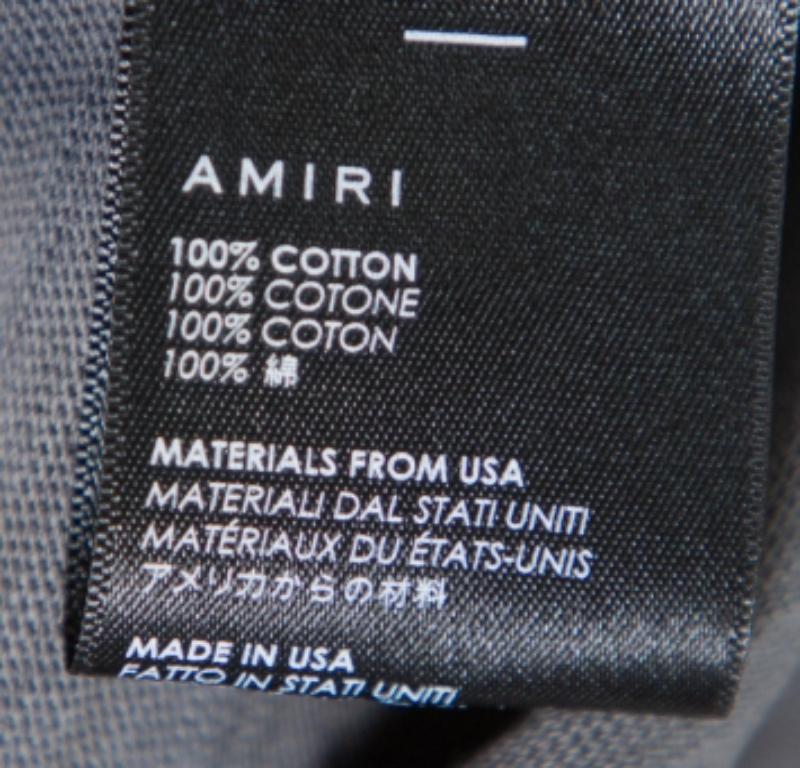 AMIRI
100% COTTON
100% COTONE
100% COTON
100% 綿
MATERIALS FROM USA
MATERIALI DAL STATI UNITI
MATÉRIAUX DU ÉTATS-UNIS
アメリカからの材料
MADE IN USA
FATTO IN STATI UNITI